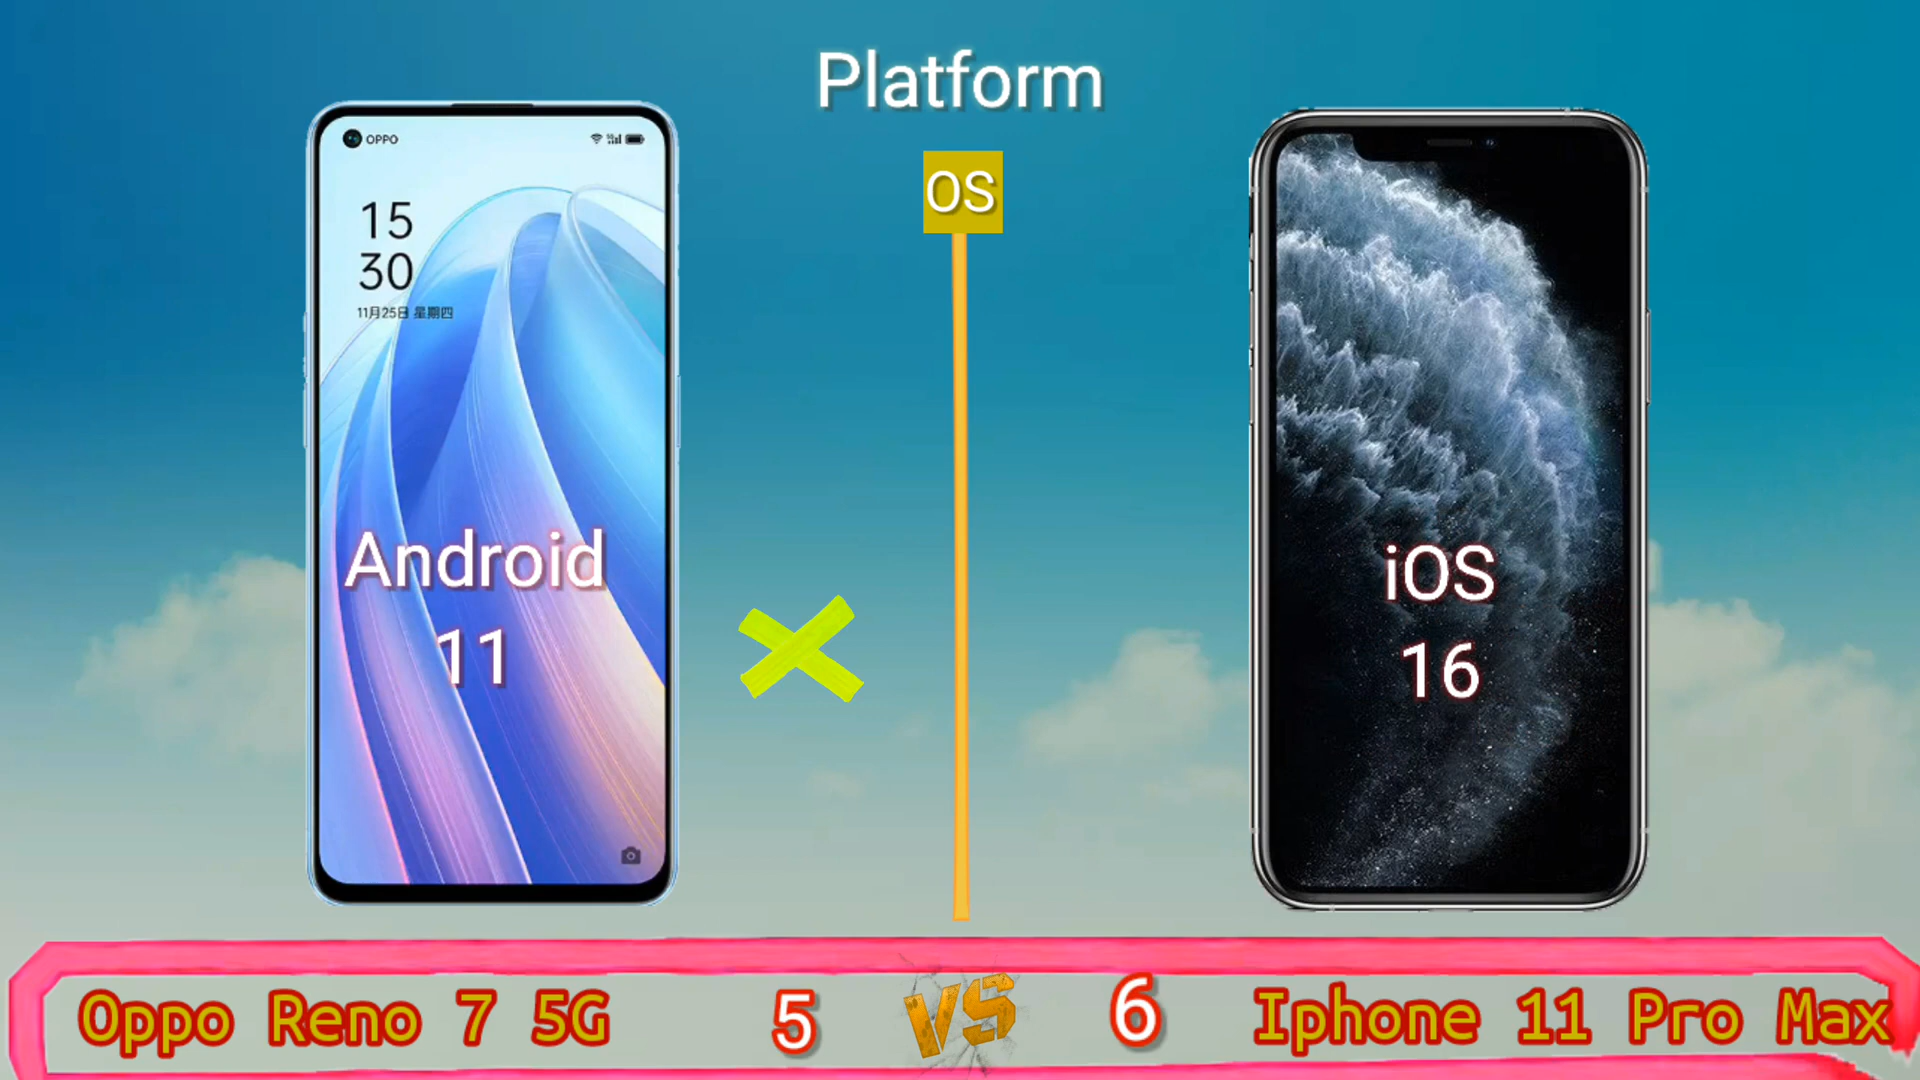 Platform
OS
OPPO
15
30
11月25日 星期四
Android
11
iOS
16
Oppo Reno 7 5G 5 VS 6 Iphone 11 Pro Max